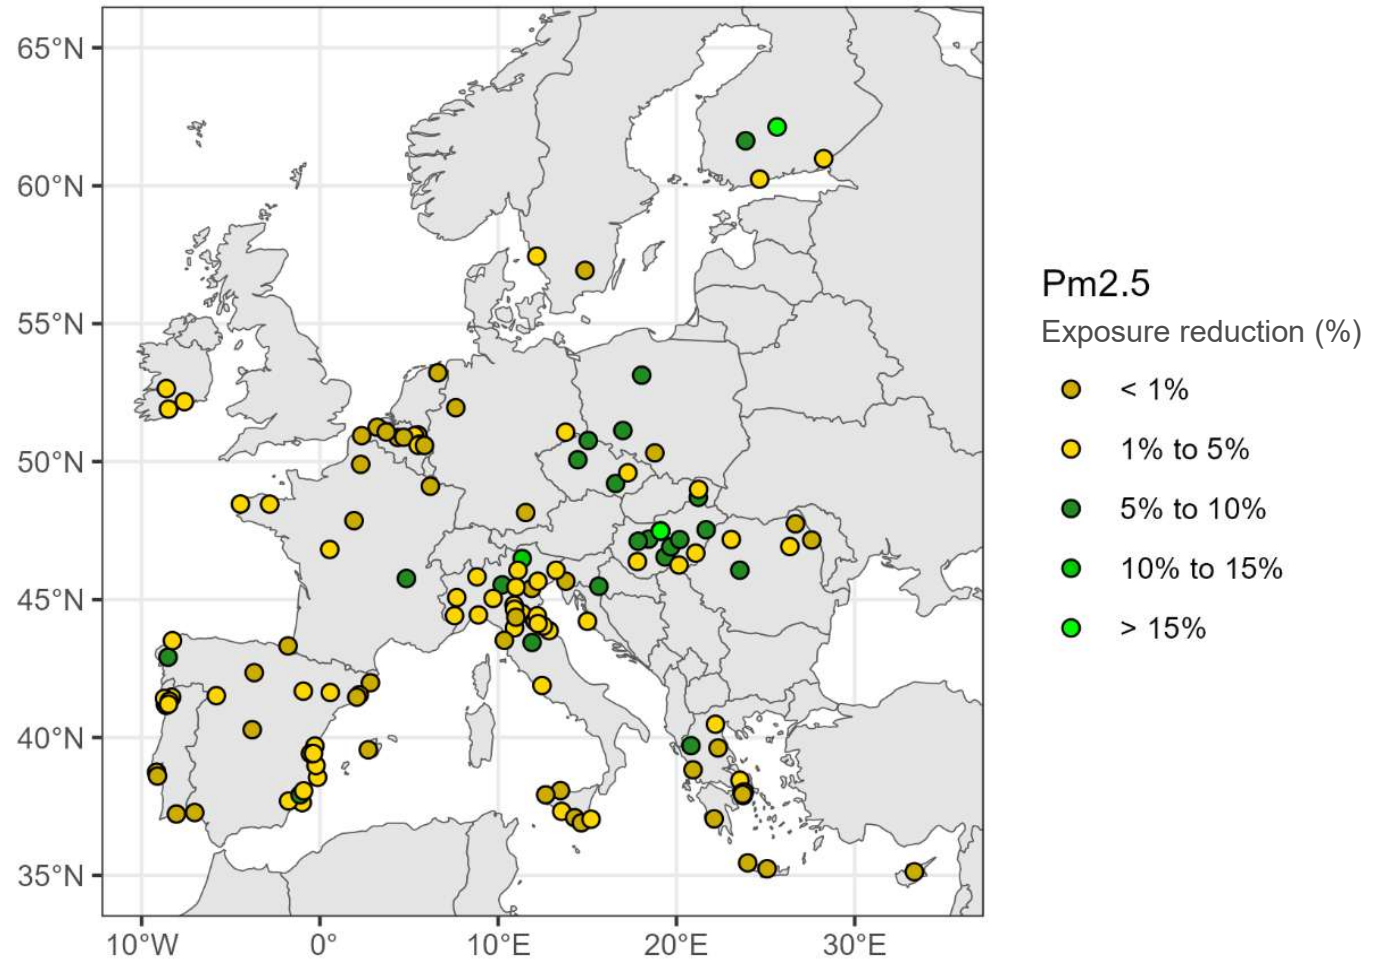 65°N
60°N
55°N
50°N
45°N
40°N
35°N
10°W 0° 10°E 20°E 30°E
Pm2.5
Exposure reduction (%)
< 1%
1% to 5%
5% to 10%
10% to 15%
> 15%